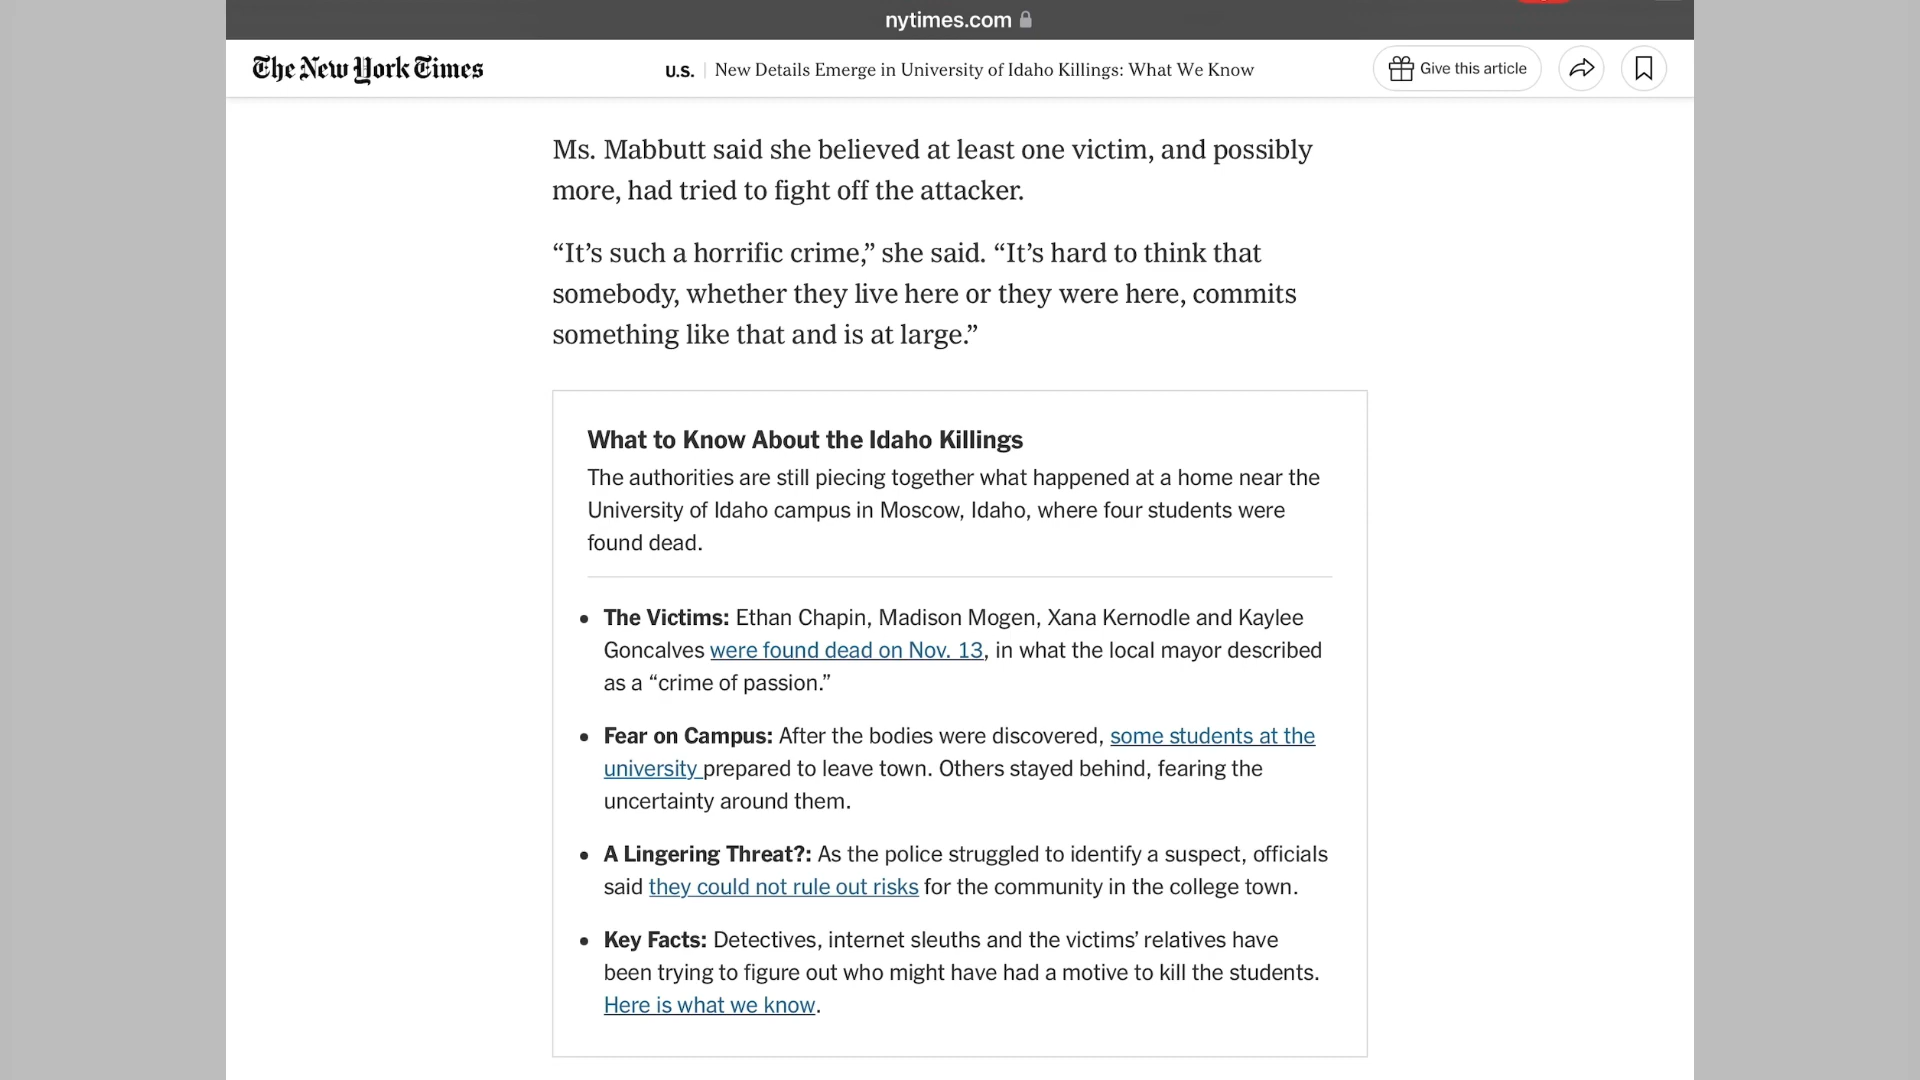 nytimes.com
The New York Times
U.S. New Details Emerge in University of Idaho Killings: What We Know
Give this article
Ms. Mabbutt said she believed at least one victim, and possibly
more, had tried to fight off the attacker.
“It’s such a horrific crime,” she said. “It’s hard to think that
somebody, whether they live here or they were here, commits
something like that and is at large.”
What to Know About the Idaho Killings
The authorities are still piecing together what happened at a home near the
University of Idaho campus in Moscow, Idaho, where four students were
found dead.
• The Victims: Ethan Chapin, Madison Mogen, Xana Kernodle and Kaylee
Goncalves were found dead on Nov. 13, in what the local mayor described
as a “crime of passion.”
• Fear on Campus: After the bodies were discovered, some students at the
university prepared to leave town. Others stayed behind, fearing the
uncertainty around them.
• A Lingering Threat?: As the police struggled to identify a suspect, officials
said they could not rule out risks for the community in the college town.
• Key Facts: Detectives, internet sleuths and the victims’ relatives have
been trying to figure out who might have had a motive to kill the students.
Here is what we know.